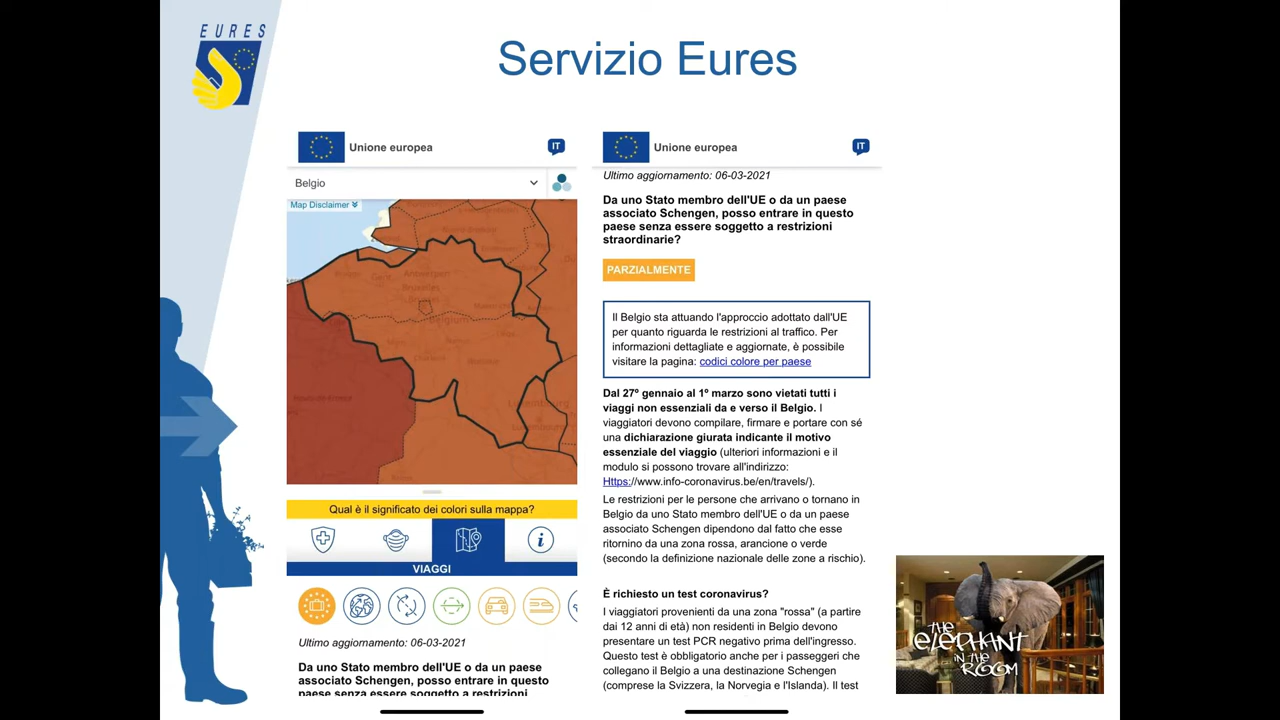 EURES
Servizio Eures
Unione europea
IT
Belgio
Map Disclaimer
Antwerpen
Bruxelles
Belgium
Qual è il significato dei colori sulla mappa?
VIAGGI
Ultimo aggiornamento: 06-03-2021
Da uno Stato membro dell'UE o da un paese
associato Schengen, posso entrare in questo
paese senza essere soggetto a restrizioni
Unione europea
IT
Ultimo aggiornamento: 06-03-2021
Da uno Stato membro dell'UE o da un paese
associato Schengen, posso entrare in questo
paese senza essere soggetto a restrizioni
straordinarie?
PARZIALMENTE
Il Belgio sta attuando l'approccio adottato dall'UE
per quanto riguarda le restrizioni al traffico. Per
informazioni dettagliate e aggiornate, è possibile
visitare la pagina: codici colore per paese
Dal 27º gennaio al 1º marzo sono vietati tutti i
viaggi non essenziali da e verso il Belgio. I
viaggiatori devono compilare, firmare e portare con sé
una dichiarazione giurata indicante il motivo
essenziale del viaggio (ulteriori informazioni e il
modulo si possono trovare all'indirizzo:
Https://www.info-coronavirus.be/en/travels/).
Le restrizioni per le persone che arrivano o tornano in
Belgio da uno Stato membro dell'UE o da un paese
associato Schengen dipendono dal fatto che esse
ritornino da una zona rossa, arancione o verde
(secondo la definizione nazionale delle zone a rischio).
È richiesto un test coronavirus?
I viaggiatori provenienti da una zona "rossa" (a partire
dai 12 anni di età) non residenti in Belgio devono
presentare un test PCR negativo prima dell'ingresso.
Questo test è obbligatorio anche per i passeggeri che
collegano il Belgio a una destinazione Schengen
(comprese la Svizzera, la Norvegia e l'Islanda). Il test
THE
ELEPHANT
IN THE
ROOM